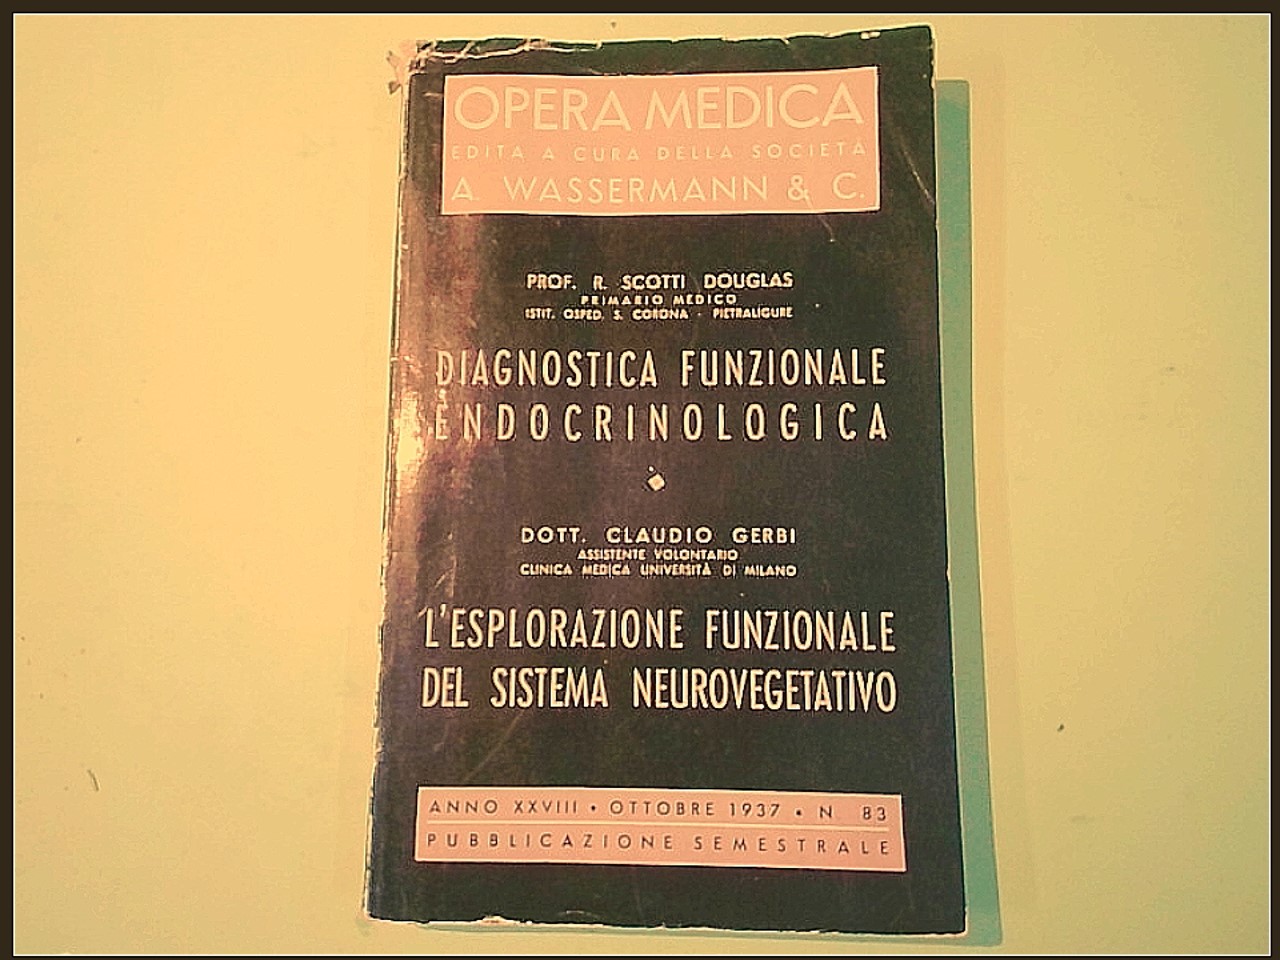 OPERA MEDICA
EDITA A CURA DELLA SOCIETÀ
A. WASSERMANN & C.
PROF. R. SCOTTI DOUGLAS
PRIMARIO MEDICO
ISTIT. OSPED. S. CORONA - PIETRALIGURE
DIAGNOSTICA FUNZIONALE
ENDOCRINOLOGICA
DOTT. CLAUDIO GERBI
ASSISTENTE VOLONTARIO
CLINICA MEDICA UNIVERSITÀ DI MILANO
L'ESPLORAZIONE FUNZIONALE
DEL SISTEMA NEUROVEGETATIVO
ANNO XXVIII • OTTOBRE 1937 • N 83
PUBBLICAZIONE SEMESTRALE